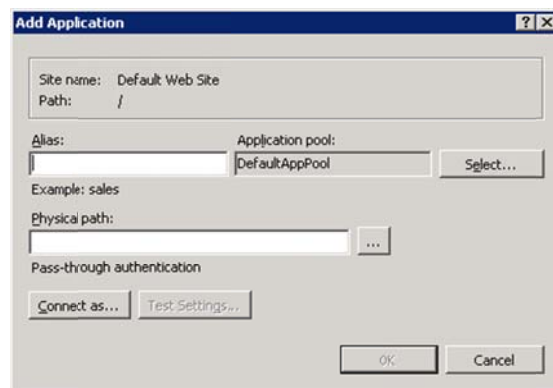 Add Application
Site name: Default Web Site
Path: /
Alias:
Application pool:
DefaultAppPool
Select...
Example: sales
Physical path:
...
Pass-through authentication
Connect as...
Test Settings...
OK
Cancel